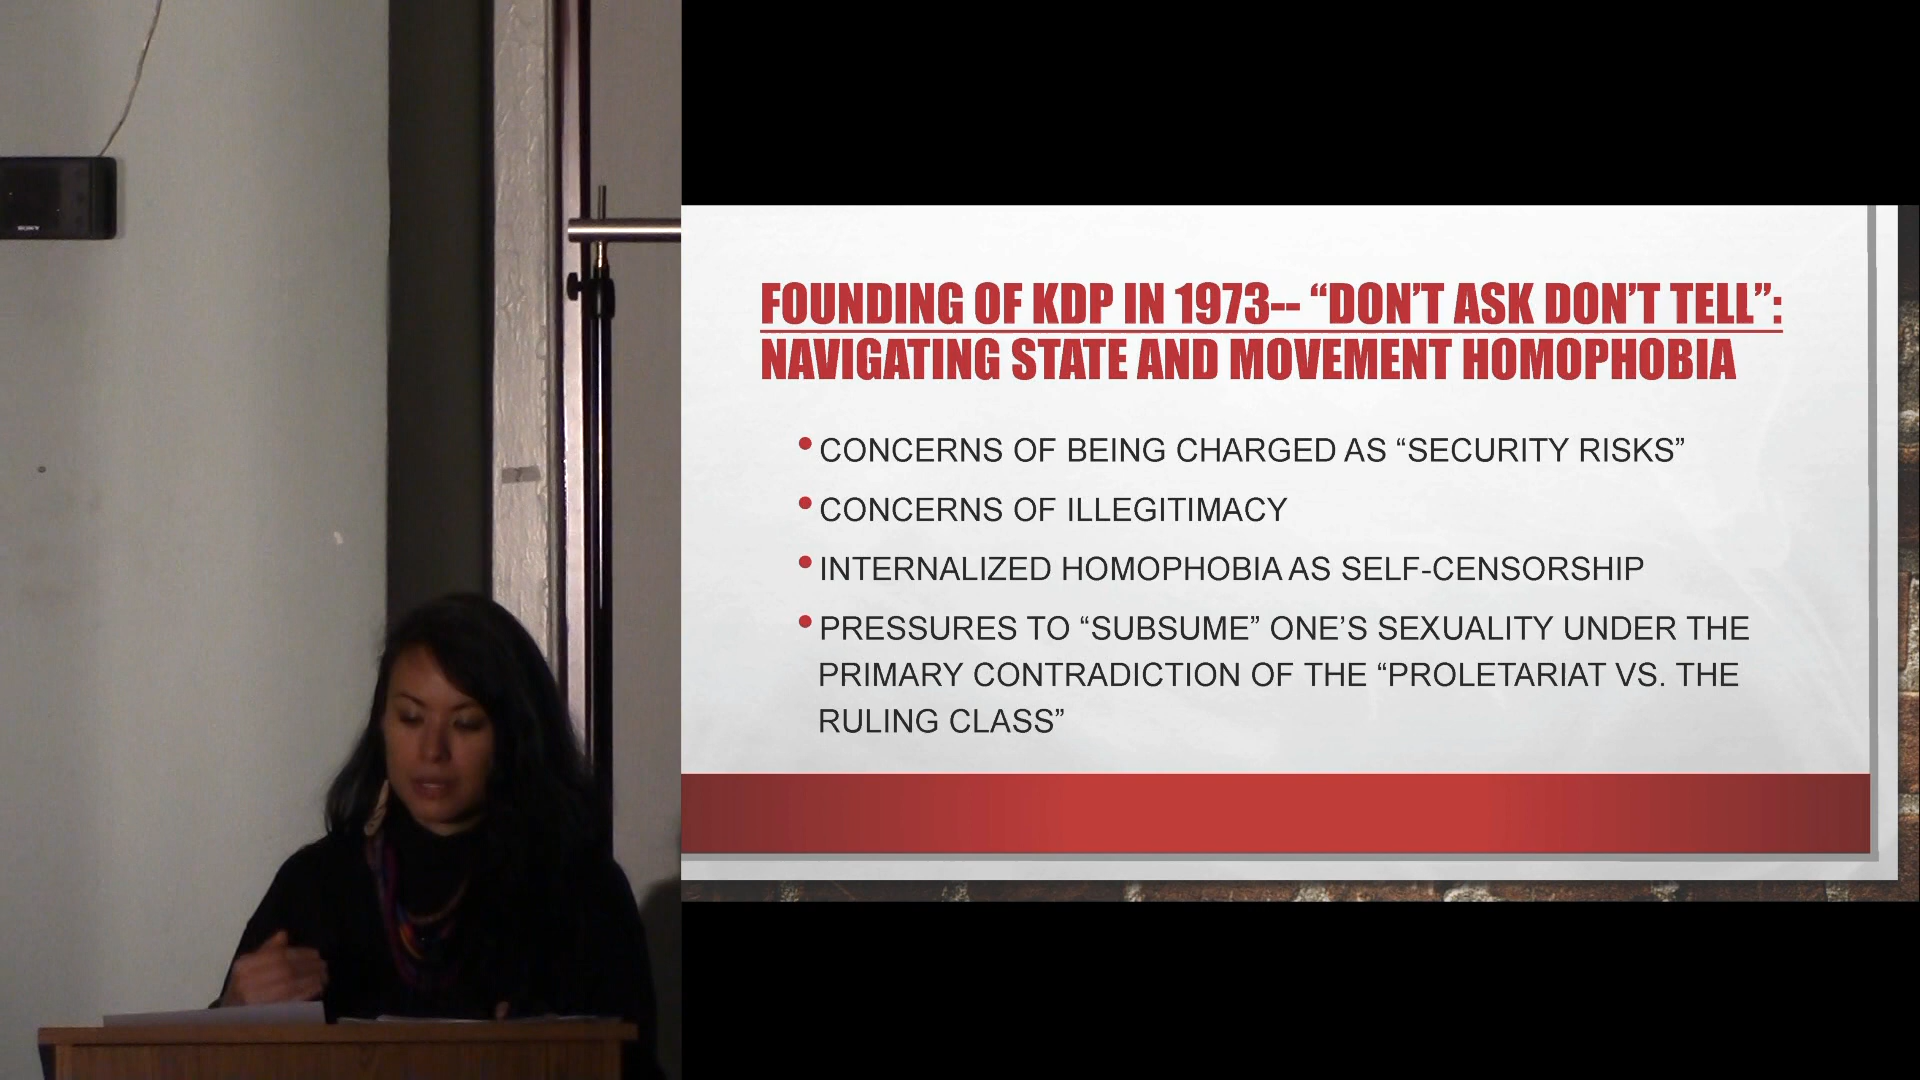 SONY
FOUNDING OF KDP IN 1973-- “DON’T ASK DON’T TELL”:
NAVIGATING STATE AND MOVEMENT HOMOPHOBIA
•CONCERNS OF BEING CHARGED AS “SECURITY RISKS”
•CONCERNS OF ILLEGITIMACY
•INTERNALIZED HOMOPHOBIA AS SELF-CENSORSHIP
•PRESSURES TO “SUBSUME” ONE’S SEXUALITY UNDER THE
PRIMARY CONTRADICTION OF THE “PROLETARIAT VS. THE
RULING CLASS”